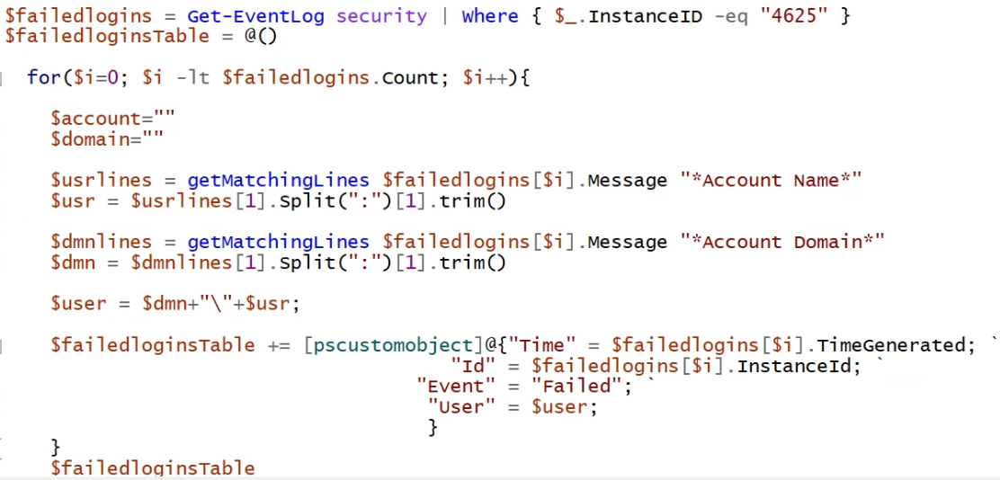 $failedlogins = Get-EventLog security | Where { $_.InstanceID -eq "4625" }
$failedloginsTable = @()
for($i=0; $i -lt $failedlogins.Count; $i++){
$account=""
$domain=""
$usrlines = getMatchingLines $failedlogins[$i].Message "*Account Name*"
$usr = $usrlines[1].Split(":")[1].trim()
$dmnlines = getMatchingLines $failedlogins[$i].Message "*Account Domain*"
$dmn = $dmnlines[1].Split(":")[1].trim()
$user = $dmn+"\"+$usr;
$failedloginsTable += [pscustomobject]@{"Time" = $failedlogins[$i].TimeGenerated; `
"Id" = $failedlogins[$i].InstanceId; `
"Event" = "Failed"; `
"User" = $user;
}
}
$failedloginsTable